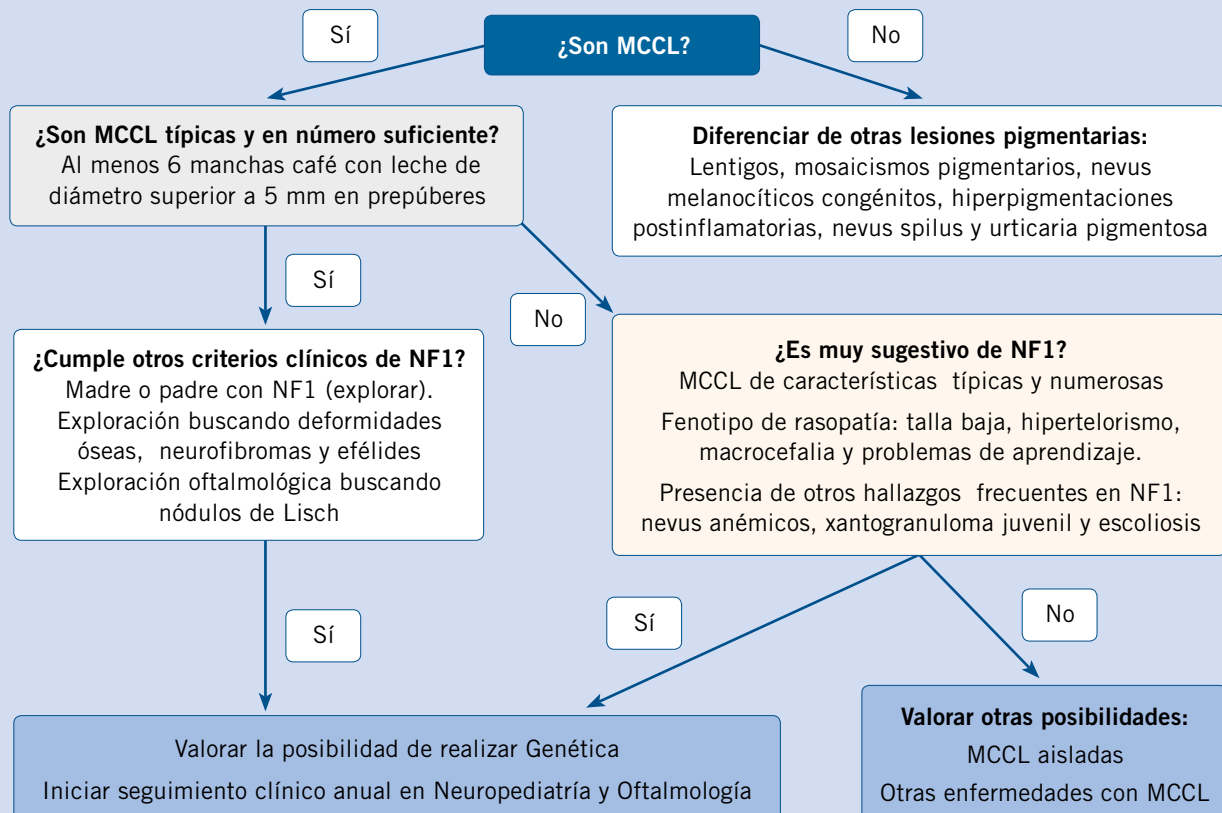 ¿Son MCCL?
Sí
No
¿Son MCCL típicas y en número suficiente?
Al menos 6 manchas café con leche de
diámetro superior a 5 mm en prepúberes
Diferenciar de otras lesiones pigmentarias:
Lentigos, mosaicismos pigmentarios, nevus
melanocíticos congénitos, hiperpigmentaciones
postinflamatorias, nevus spilus y urticaria pigmentosa
Sí
No
¿Cumple otros criterios clínicos de NF1?
Madre o padre con NF1 (explorar).
Exploración buscando deformidades
óseas, neurofibromas y efélides
Exploración oftalmológica buscando
nódulos de Lisch
¿Es muy sugestivo de NF1?
MCCL de características típicas y numerosas
Fenotipo de rasopatía: talla baja, hipertelorismo,
macrocefalia y problemas de aprendizaje.
Presencia de otros hallazgos frecuentes en NF1:
nevus anémicos, xantogranuloma juvenil y escoliosis
Sí
Sí
No
Valorar la posibilidad de realizar Genética
Iniciar seguimiento clínico anual en Neuropediatría y Oftalmología
Valorar otras posibilidades:
MCCL aisladas
Otras enfermedades con MCCL